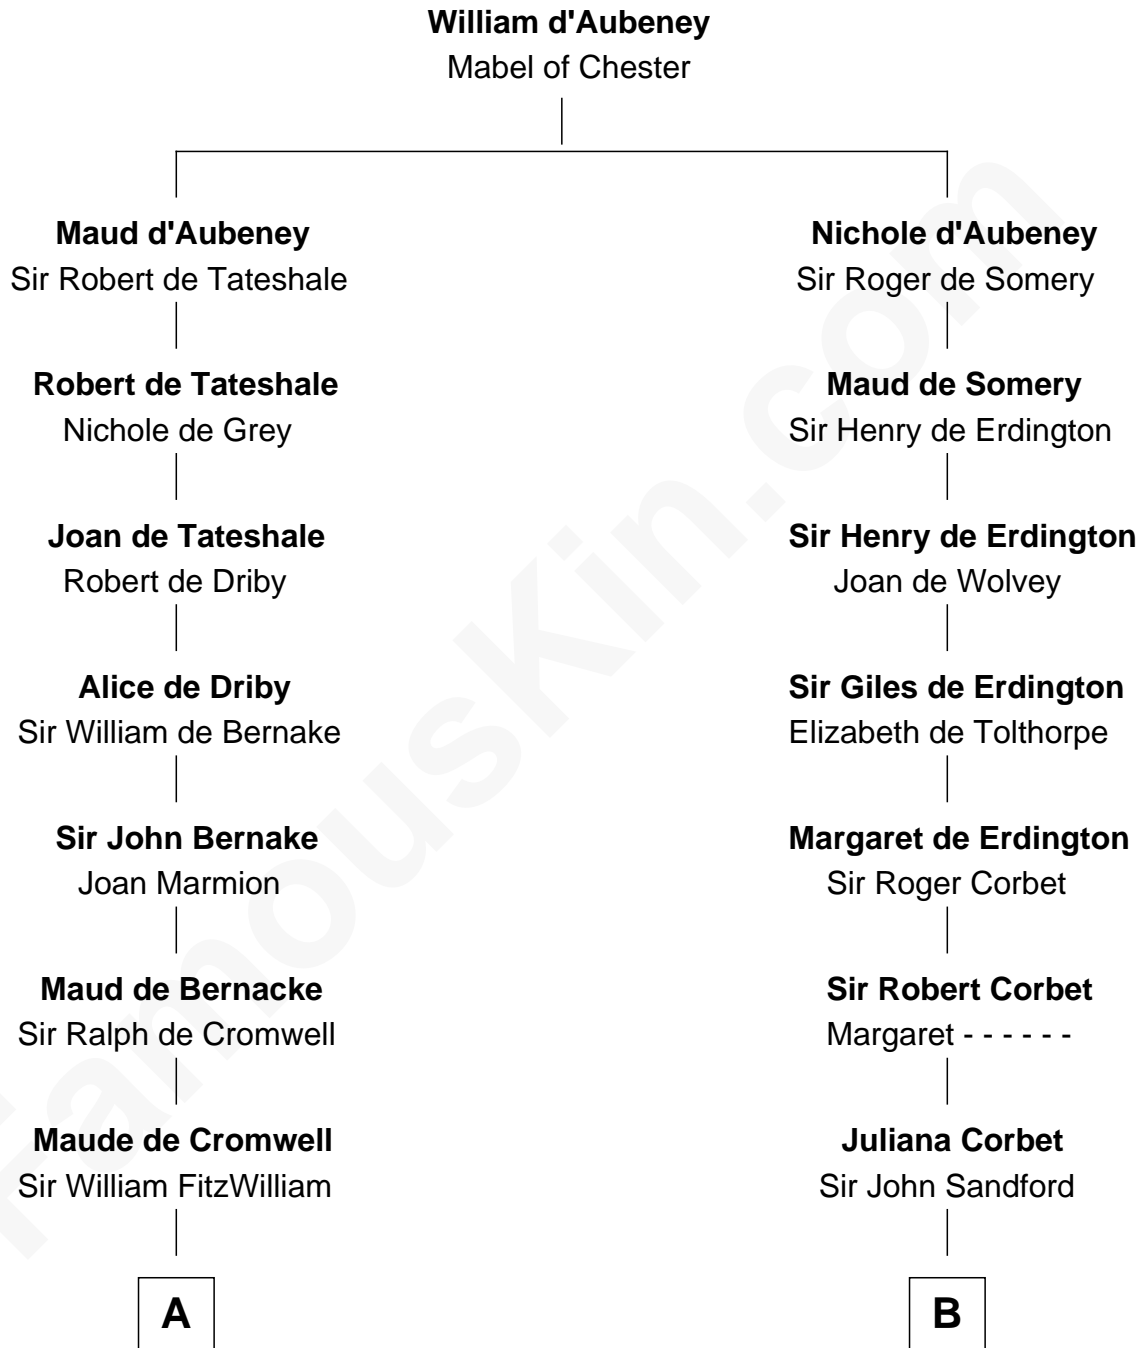 William d'Aubeney
Mabel of Chester
Maud d'Aubeney
Sir Robert de Tateshale
Nichole d'Aubeney
Sir Roger de Somery
Robert de Tateshale
Nichole de Grey
Maud de Somery
Sir Henry de Erdington
Joan de Tateshale
Robert de Driby
Sir Henry de Erdington
Joan de Wolvey
Alice de Driby
Sir William de Bernake
Sir Giles de Erdington
Elizabeth de Tolthorpe
Sir John Bernake
Joan Marmion
Margaret de Erdington
Sir Roger Corbet
Maud de Bernacke
Sir Ralph de Cromwell
Sir Robert Corbet
Margaret - - - - - -
Maude de Cromwell
Sir William FitzWilliam
Juliana Corbet
Sir John Sandford
A
B
FamousKin.com